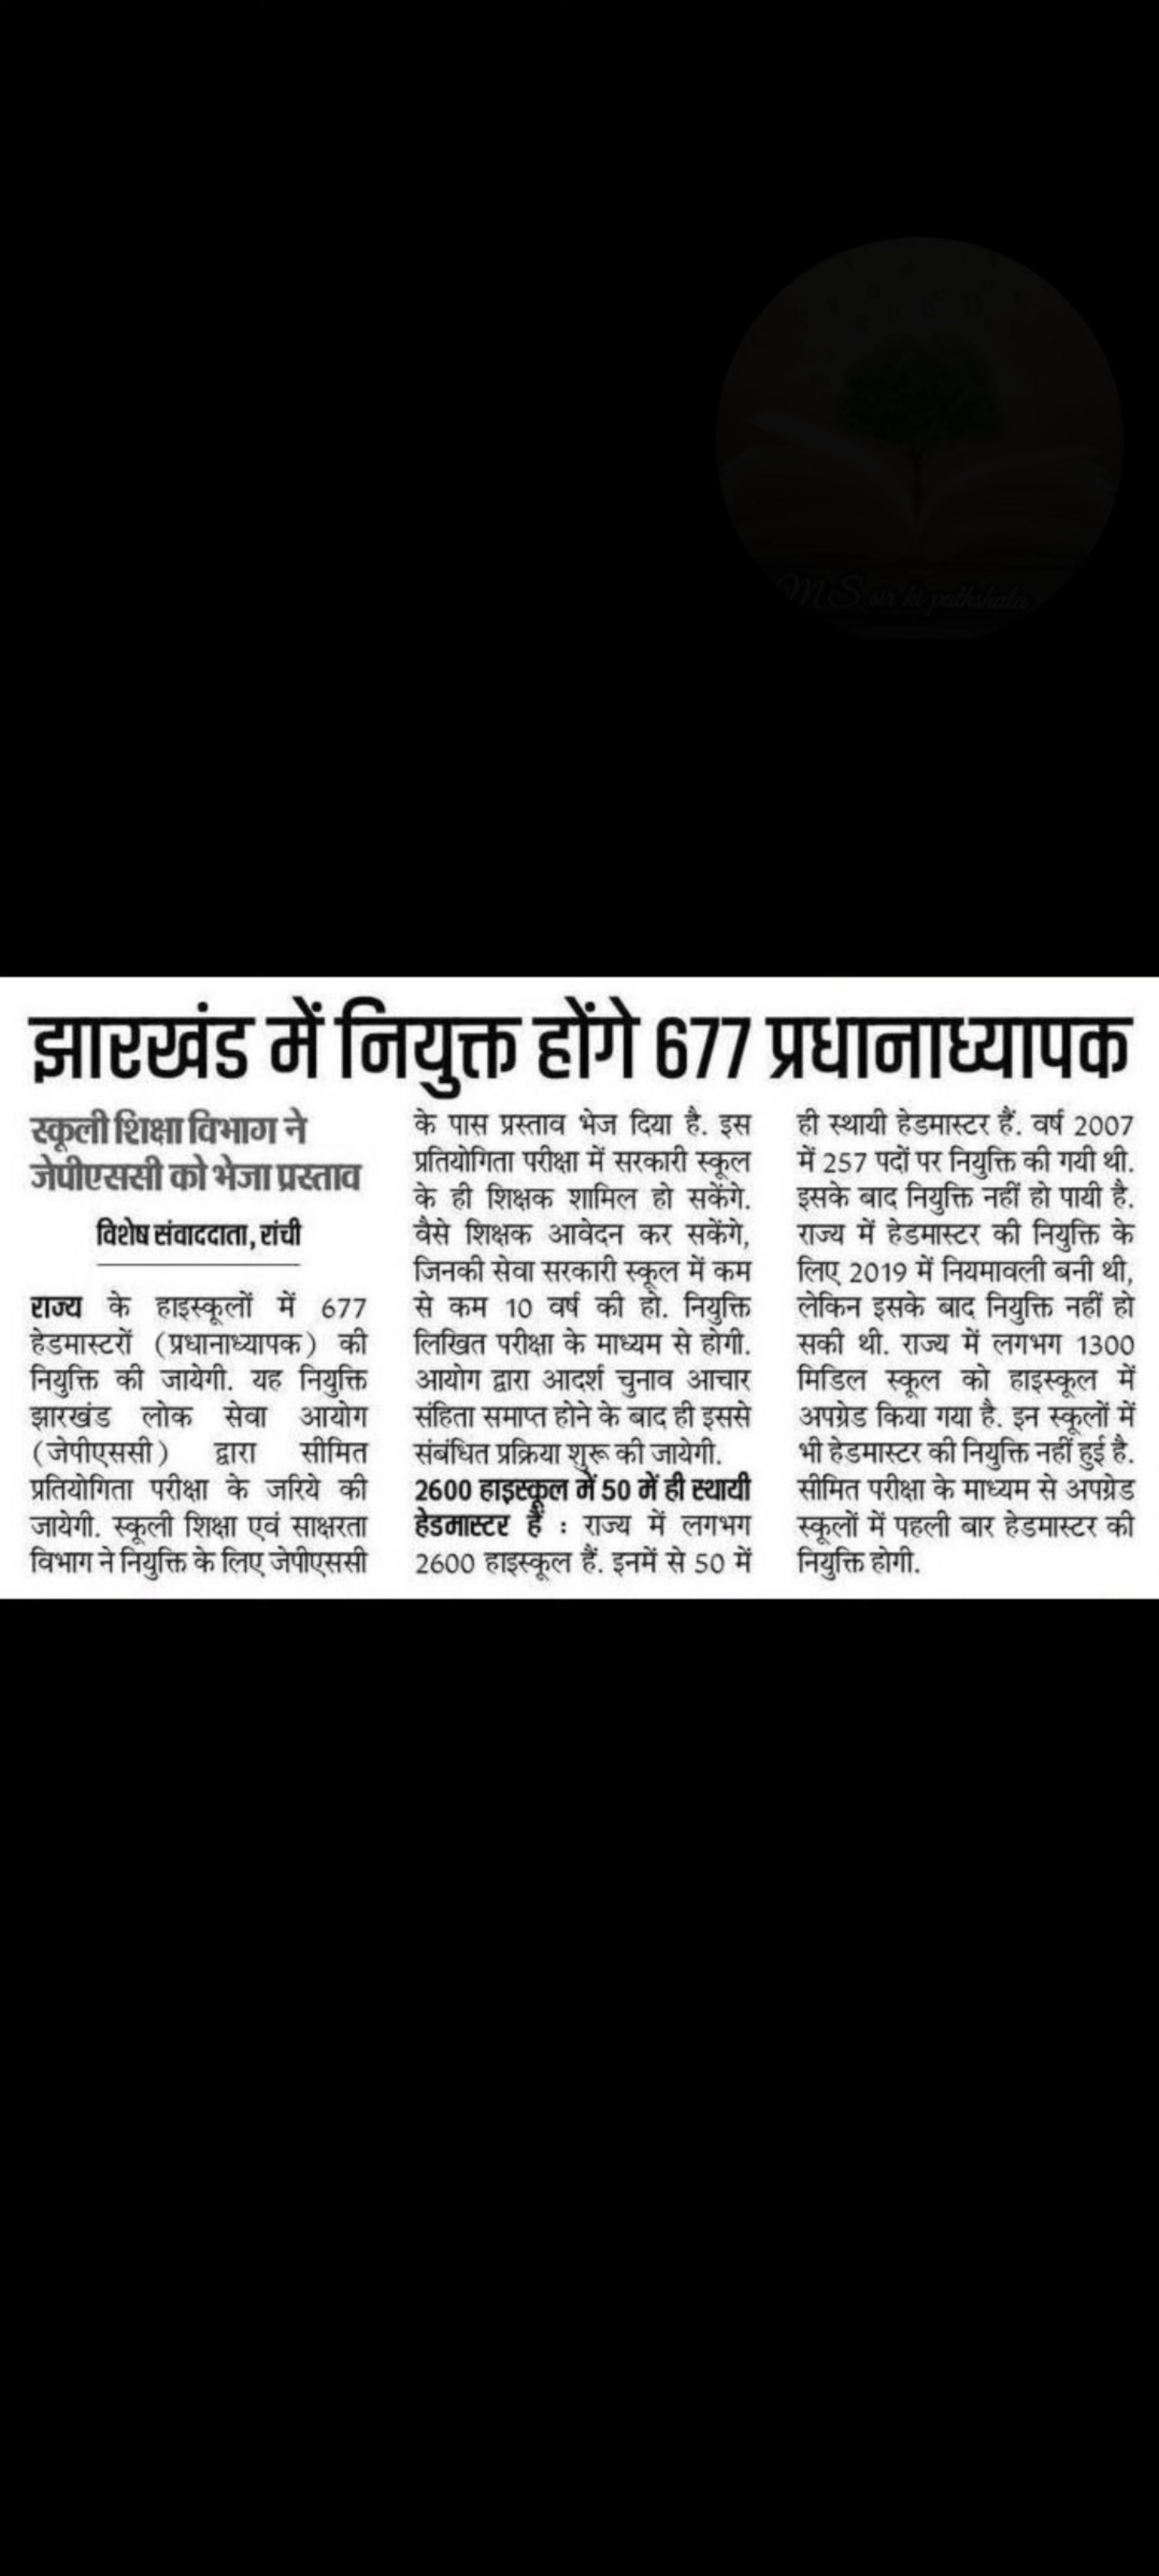 MS sir ki pathshala
झारखंड में नियुक्त होंगे 677 प्रधानाध्यापक
स्कूली शिक्षा विभाग ने
जेपीएससी को भेजा प्रस्ताव
विशेष संवाददाता, रांची
राज्य के हाइस्कूलों में 677
हेडमास्टरों (प्रधानाध्यापक) की
नियुक्ति की जायेगी. यह नियुक्ति
झारखंड लोक सेवा आयोग
(जेपीएससी) द्वारा सीमित
प्रतियोगिता परीक्षा के जरिये की
जायेगी. स्कूली शिक्षा एवं साक्षरता
विभाग ने नियुक्ति के लिए जेपीएससी
के पास प्रस्ताव भेज दिया है. इस
प्रतियोगिता परीक्षा में सरकारी स्कूल
के ही शिक्षक शामिल हो सकेंगे.
वैसे शिक्षक आवेदन कर सकेंगे,
जिनकी सेवा सरकारी स्कूल में कम
से कम 10 वर्ष की हो. नियुक्ति
लिखित परीक्षा के माध्यम से होगी.
आयोग द्वारा आदर्श चुनाव आचार
संहिता समाप्त होने के बाद ही इससे
संबंधित प्रक्रिया शुरू की जायेगी.
2600 हाइस्कूल में 50 में ही स्थायी
हेडमास्टर हैं : राज्य में लगभग
2600 हाइस्कूल हैं. इनमें से 50 में
ही स्थायी हेडमास्टर हैं. वर्ष 2007
में 257 पदों पर नियुक्ति की गयी थी.
इसके बाद नियुक्ति नहीं हो पायी है.
राज्य में हेडमास्टर की नियुक्ति के
लिए 2019 में नियमावली बनी थी,
लेकिन इसके बाद नियुक्ति नहीं हो
सकी थी. राज्य में लगभग 1300
मिडिल स्कूल को हाइस्कूल में
अपग्रेड किया गया है. इन स्कूलों में
भी हेडमास्टर की नियुक्ति नहीं हुई है.
सीमित परीक्षा के माध्यम से अपग्रेड
स्कूलों में पहली बार हेडमास्टर की
नियुक्ति होगी.